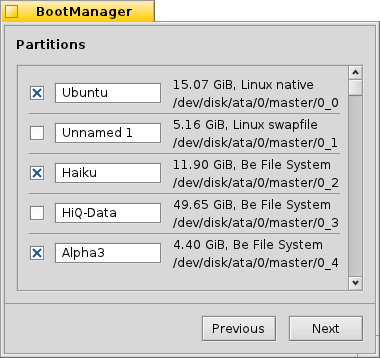 BootManager
Partitions
Ubuntu
15.07 GiB, Linux native
/dev/disk/ata/0/master/0_0
Unnamed 1
5.16 GiB, Linux swapfile
/dev/disk/ata/0/master/0_1
Haiku
11.90 GiB, Be File System
/dev/disk/ata/0/master/0_2
HiQ-Data
49.65 GiB, Be File System
/dev/disk/ata/0/master/0_3
Alpha3
4.40 GiB, Be File System
/dev/disk/ata/0/master/0_4
Previous
Next